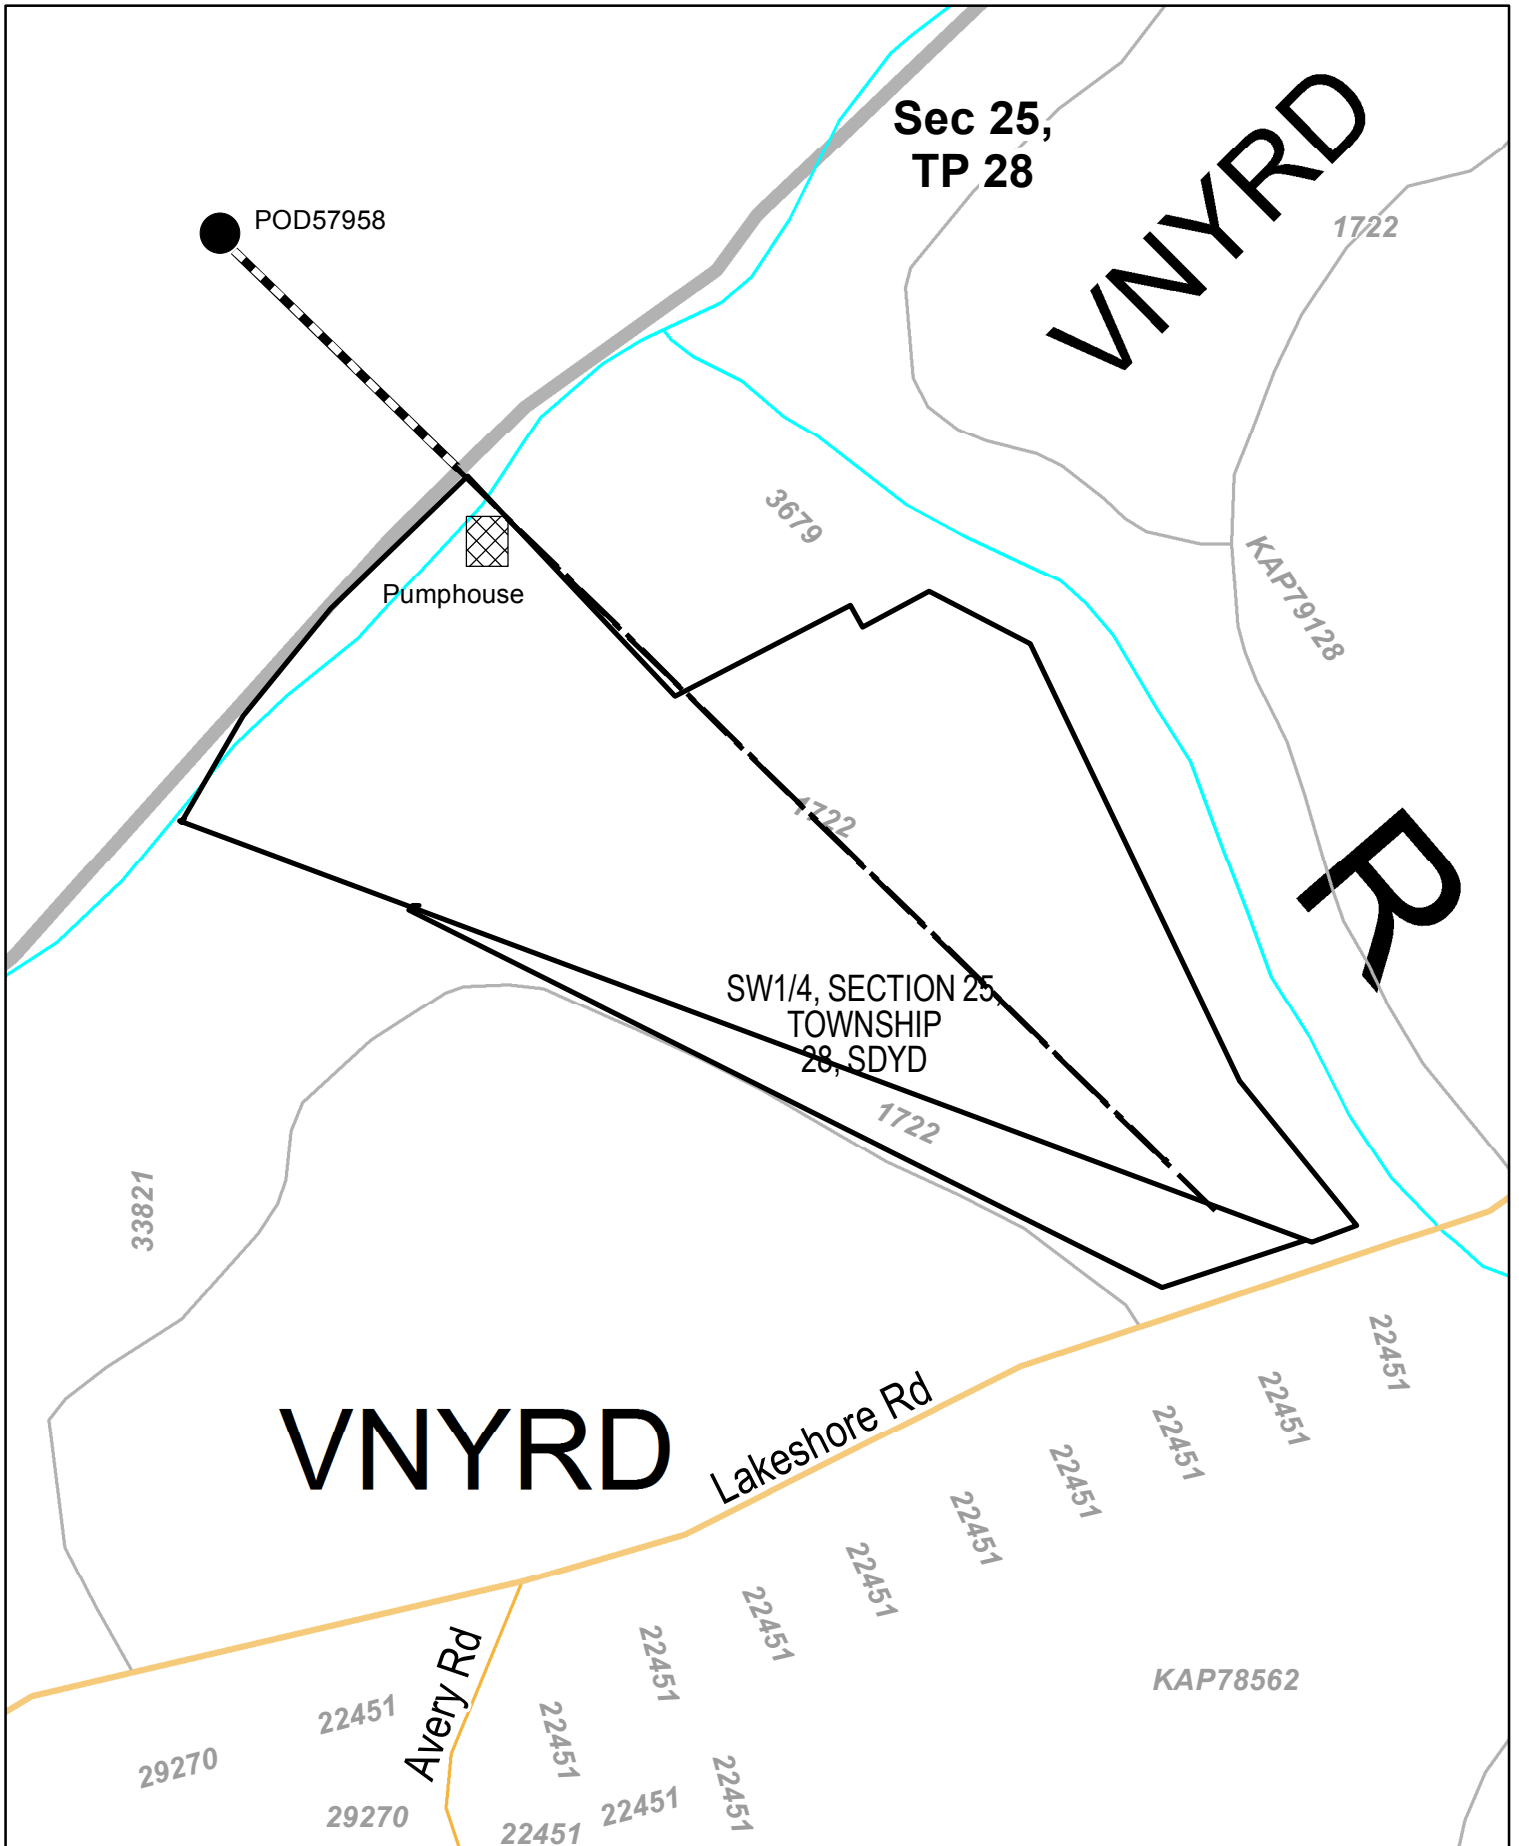 Sec 25,
TP 28
VNYRD
POD57958
1722
3679
KAP79128
Pumphouse
1722
R
SW1/4, SECTION 25,
TOWNSHIP
28, SDYD
1722
33821
22451
22451
22451
22451
22451
22451
22451
22451
VNYRD
Lakeshore Rd
Avery Rd
KAP78562
22451
22451
29270
22451
22451
29270
22451